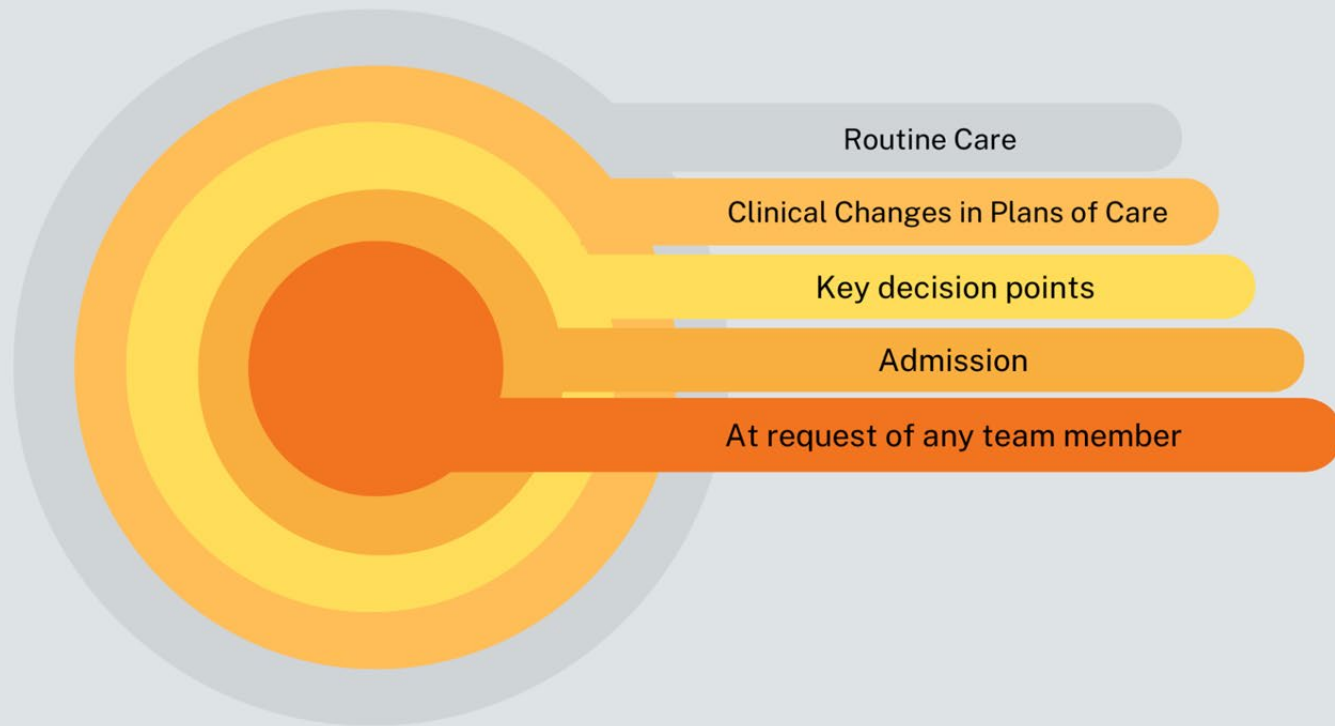 Routine Care
Clinical Changes in Plans of Care
Key decision points
Admission
At request of any team member